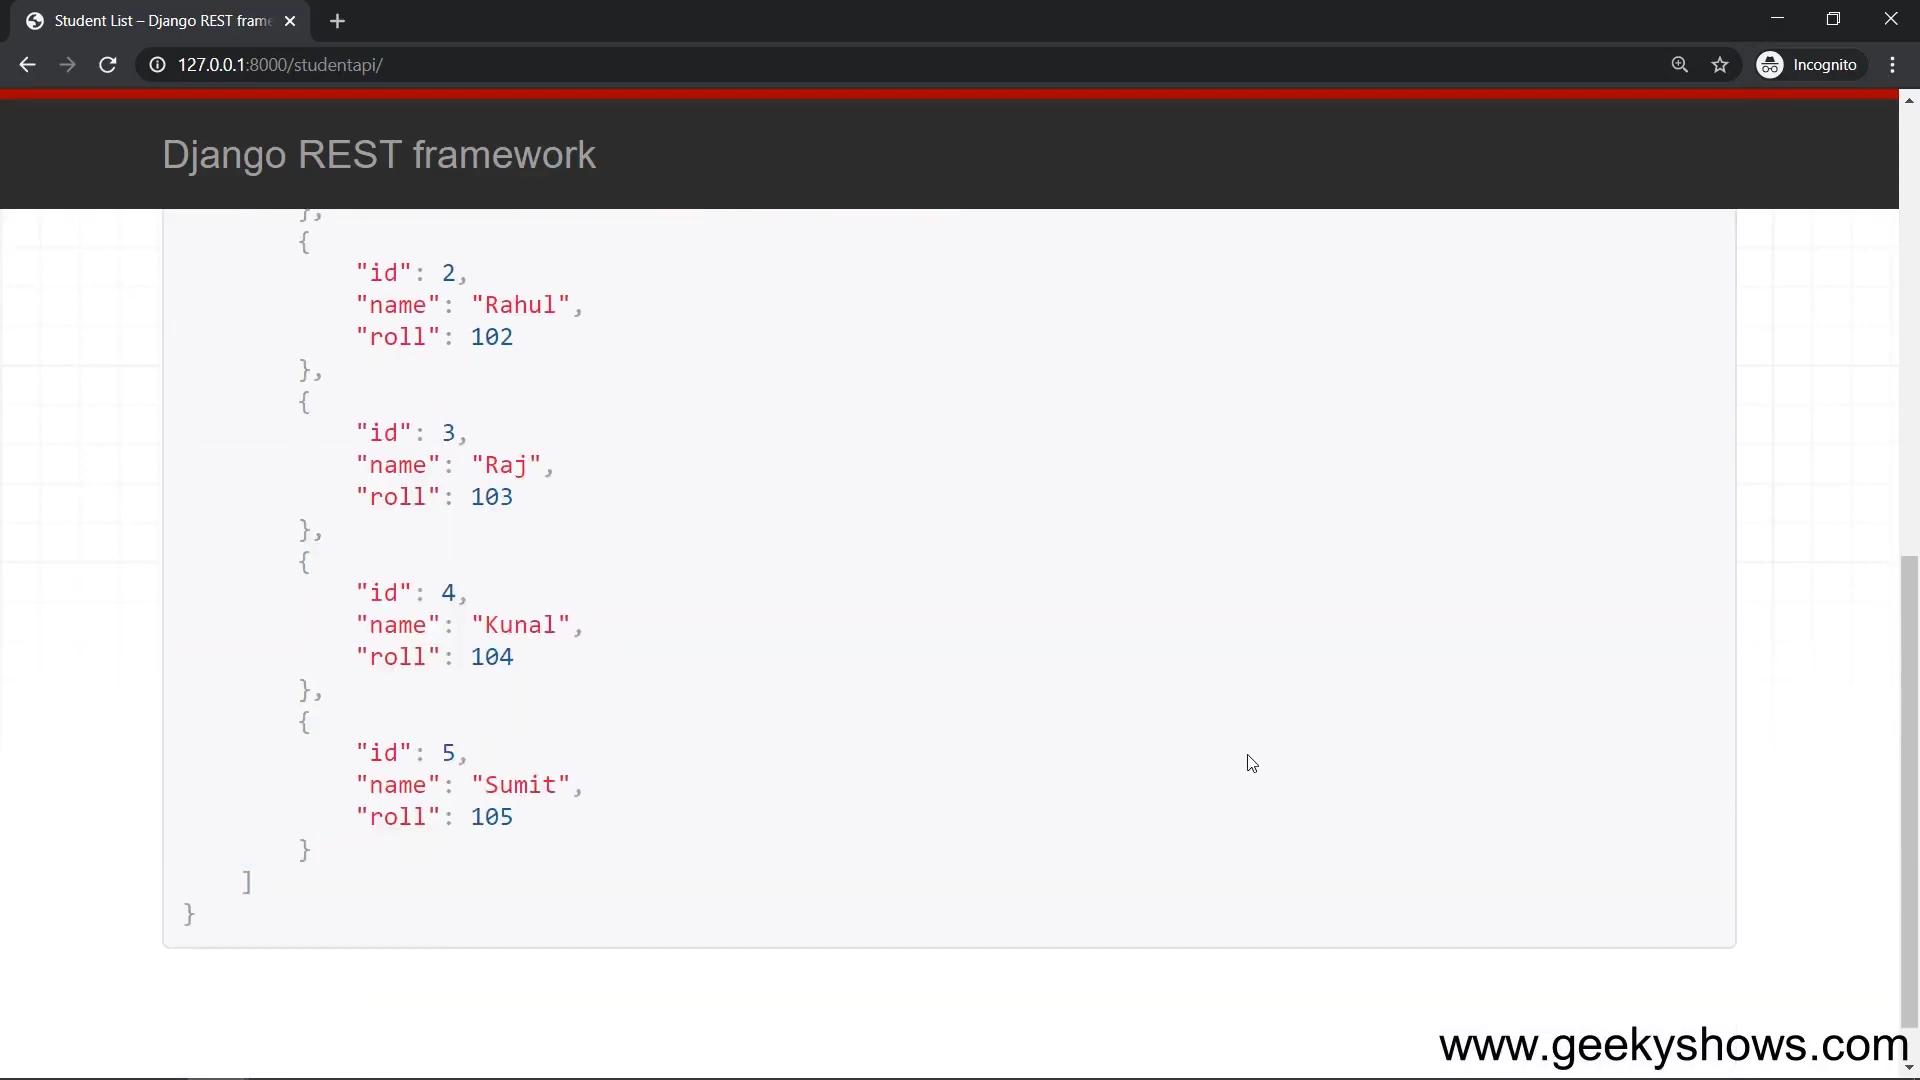 Student List – Django REST frame
127.0.0.1:8000/studentapi/
Incognito
Django REST framework
},
{
"id": 2,
"name": "Rahul",
"roll": 102
},
{
"id": 3,
"name": "Raj",
"roll": 103
},
{
"id": 4,
"name": "Kunal",
"roll": 104
},
{
"id": 5,
"name": "Sumit",
"roll": 105
}
]
}
www.geekyshows.com